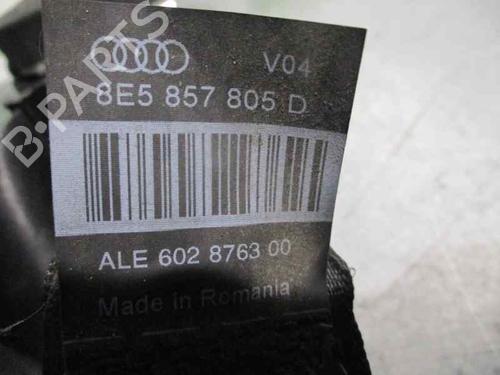 V04
8E5 857 805 D
B-PARTS
ALE 602 8763 00
Made in Romania